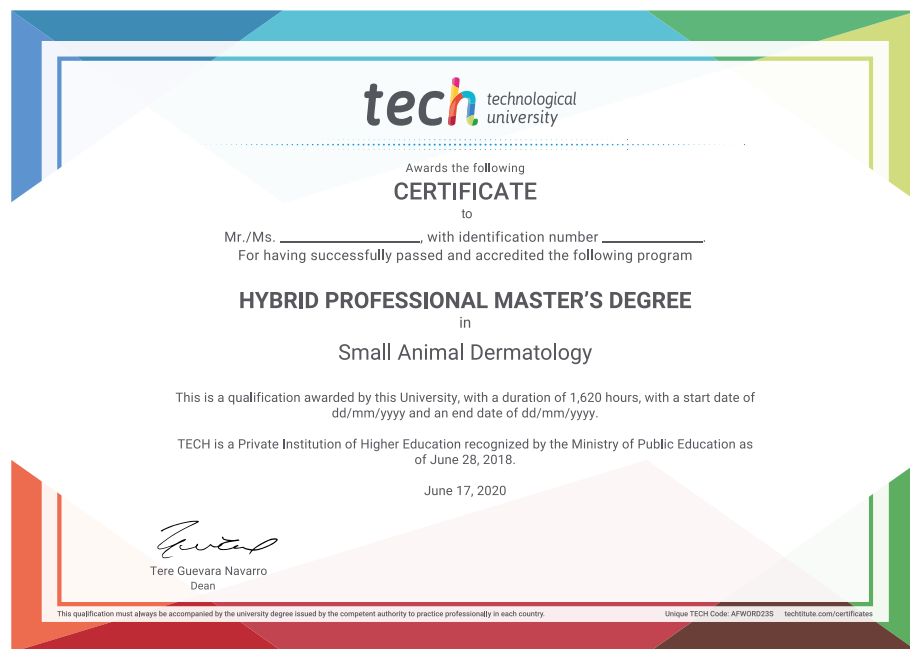 tech technological
university
Awards the following
CERTIFICATE
to
Mr./Ms. ____________________, with identification number ______________.
For having successfully passed and accredited the following program
HYBRID PROFESSIONAL MASTER'S DEGREE
in
Small Animal Dermatology
This is a qualification awarded by this University, with a duration of 1,620 hours, with a start date of
dd/mm/yyyy and an end date of dd/mm/yyyy.
TECH is a Private Institution of Higher Education recognized by the Ministry of Public Education as
of June 28, 2018.
June 17, 2020
Tere Guevara Navarro
Dean
This qualification must always be accompanied by the university degree issued by the competent authority to practice professionally in each country. Unique TECH Code: AFWORD23S techtitute.com/certificates